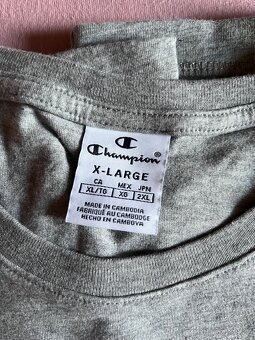 Champion
X-LARGE
CA MEX JPN
XL/TG XG 2XL
MADE IN CAMBODIA
FABRIQUÉ AU CAMBODGE
HECHO EN CAMBOYA